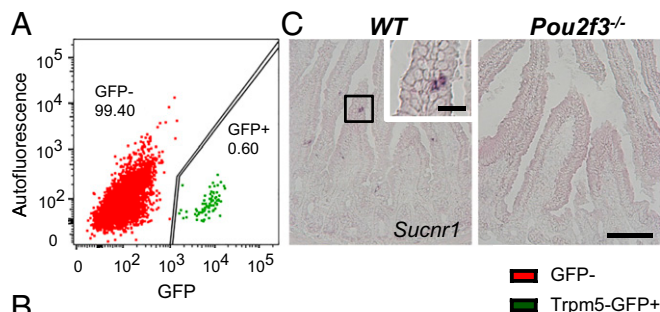 A
Autofluorescence
10^5
10^4
10^3
10^2
0
GFP-
99.40
GFP+
0.60
0 10^2 10^3 10^4 10^5
GFP
C
WT
Pou2f3-/-
Sucnr1
GFP-
Trpm5-GFP+
B